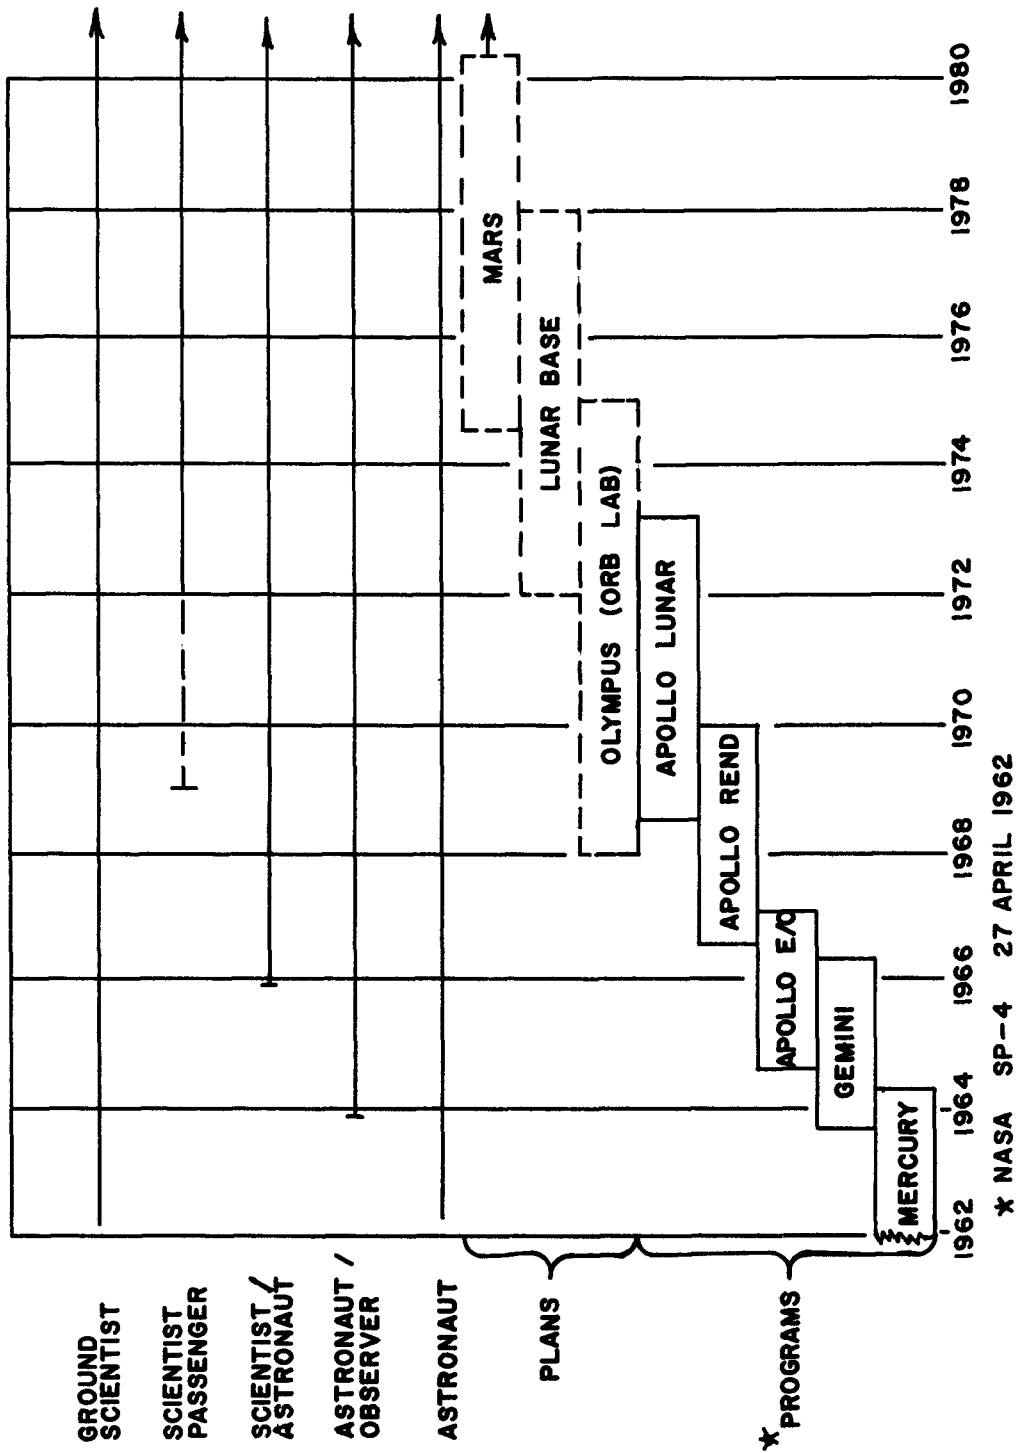 GROUND
SCIENTIST
SCIENTIST
PASSENGER
SCIENTIST /
ASTRONAUT
ASTRONAUT /
OBSERVER
ASTRONAUT
PLANS
MARS
LUNAR BASE
OLYMPUS (ORB LAB)
*PROGRAMS
APOLLO LUNAR
APOLLO REND
APOLLO E/O
GEMINI
MERCURY
1962 1964 1966 1968 1970 1972 1974 1976 1978 1980
* NASA SP-4 27 APRIL 1962